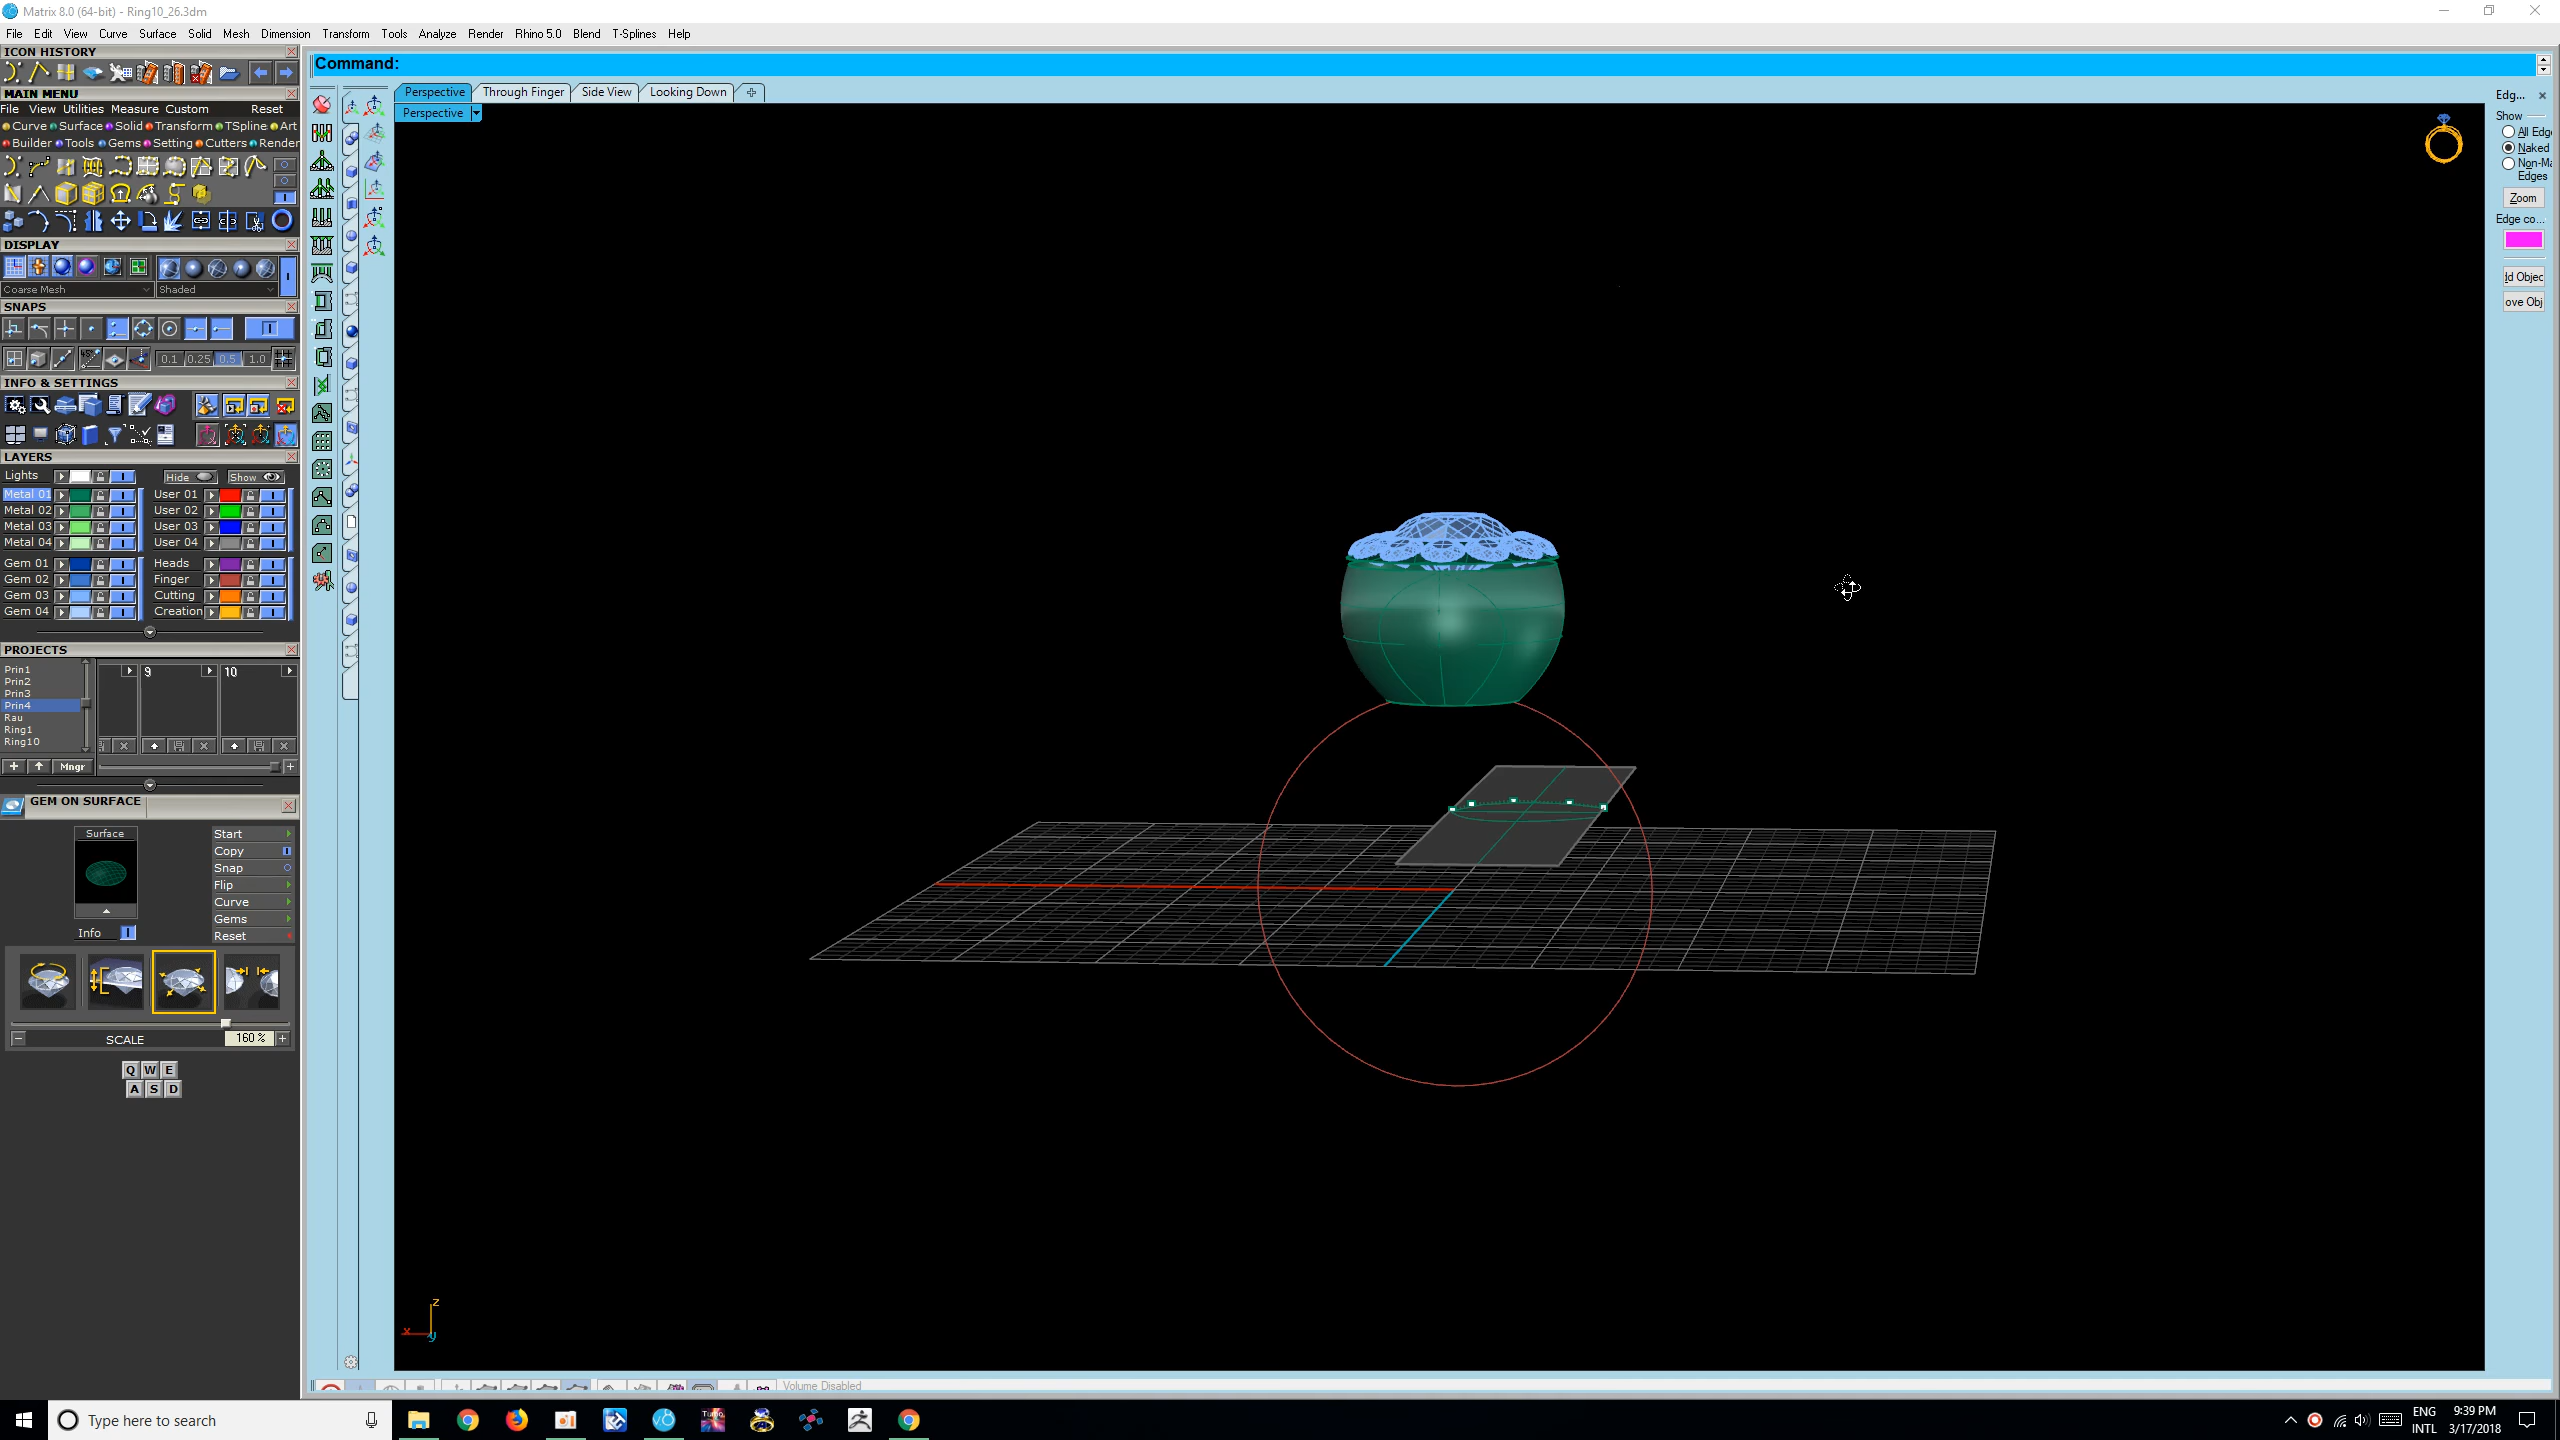 Matrix 8.0 (64-bit) - Ring10_26.3dm
File Edit View Curve Surface Solid Mesh Dimension Transform Tools Analyze Render Rhino 5.0 Blend T-Splines Help
ICON HISTORY
MAIN MENU
File View Utilities Measure Custom Reset
Curve Surface Solid Transform TSpline Art
Builder Tools Gems Setting Cutters Render
DISPLAY
Coarse Mesh Shaded
SNAPS
0.1 0.25 0.5 1.0
INFO & SETTINGS
LAYERS
Lights Hide Show
Metal 01 User 01
Metal 02 User 02
Metal 03 User 03
Metal 04 User 04
Gem 01 Heads
Gem 02 Finger
Gem 03 Cutting
Gem 04 Creation
PROJECTS
Prin1
Prin2
Prin3
Prin4
Rau
Ring1
Ring10
9 10
Mngr
GEM ON SURFACE
Surface
Info
Start
Copy
Snap
Flip
Curve
Gems
Reset
SCALE 160 %
Q W E
A S D
Command:
Perspective Through Finger Side View Looking Down
Perspective
z
x
y
Volume Disabled
Edg...
Show
All Edg
Naked
Non-Ma
Edges
Zoom
Edge co...
dd Objec
ove Obj
Type here to search
ENG
INTL
9:39 PM
3/17/2018